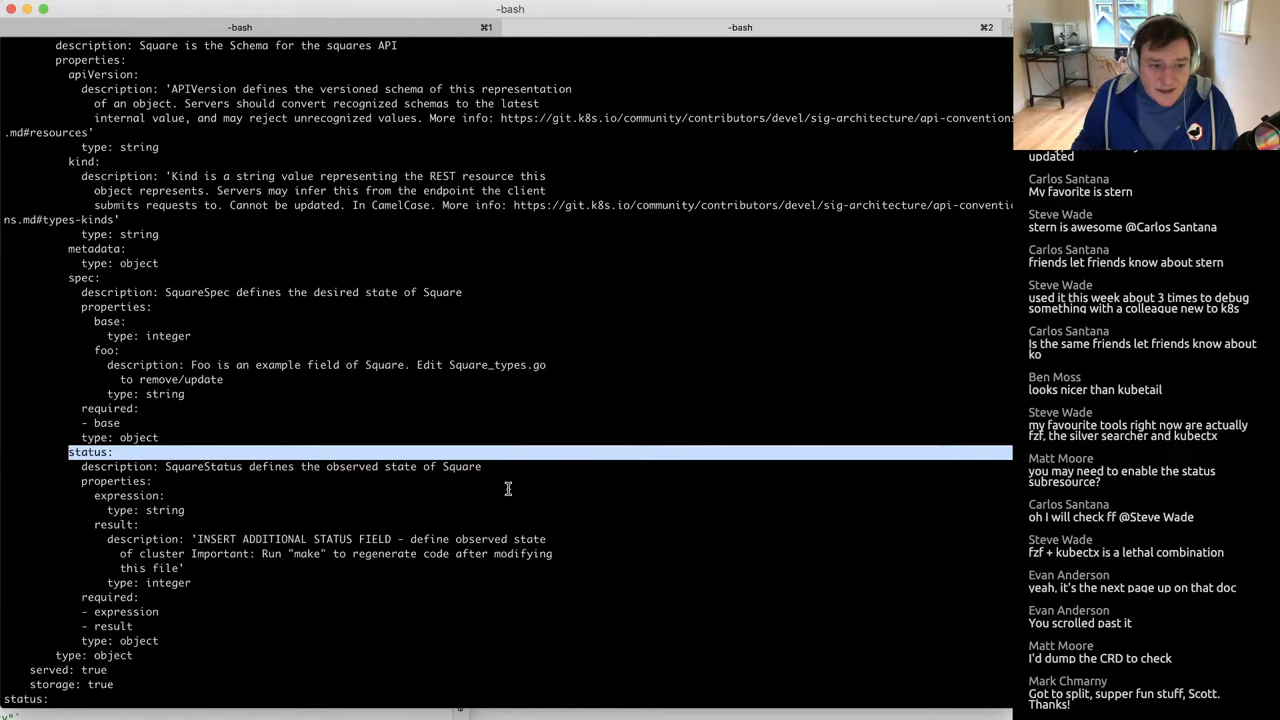 -bash
-bash
⌘1
-bash
⌘2
description: Square is the Schema for the squares API
properties:
apiVersion:
description: 'APIVersion defines the versioned schema of this representation
of an object. Servers should convert recognized schemas to the latest
internal value, and may reject unrecognized values. More info: https://git.k8s.io/community/contributors/devel/sig-architecture/api-conventions
.md#resources'
type: string
kind:
description: 'Kind is a string value representing the REST resource this
object represents. Servers may infer this from the endpoint the client
submits requests to. Cannot be updated. In CamelCase. More info: https://git.k8s.io/community/contributors/devel/sig-architecture/api-conventio
ns.md#types-kinds'
type: string
metadata:
type: object
spec:
description: SquareSpec defines the desired state of Square
properties:
base:
type: integer
foo:
description: Foo is an example field of Square. Edit Square_types.go
to remove/update
type: string
required:
- base
type: object
status:
description: SquareStatus defines the observed state of Square
properties:
expression:
type: string
result:
description: 'INSERT ADDITIONAL STATUS FIELD - define observed state
of cluster Important: Run "make" to regenerate code after modifying
this file'
type: integer
required:
- expression
- result
type: object
type: object
served: true
storage: true
status:
updated
Carlos Santana
My favorite is stern
Steve Wade
stern is awesome @Carlos Santana
Carlos Santana
friends let friends know about stern
Steve Wade
used it this week about 3 times to debug
something with a colleague new to k8s
Carlos Santana
Is the same friends let friends know about
ko
Ben Moss
looks nicer than kubetail
Steve Wade
my favourite tools right now are actually
fzf, the silver searcher and kubectx
Matt Moore
you may need to enable the status
subresource?
Carlos Santana
oh I will check ff @Steve Wade
Steve Wade
fzf + kubectx is a lethal combination
Evan Anderson
yeah, it's the next page up on that doc
Evan Anderson
You scrolled past it
Matt Moore
I'd dump the CRD to check
Mark Chmarny
Got to split, supper fun stuff, Scott.
Thanks!